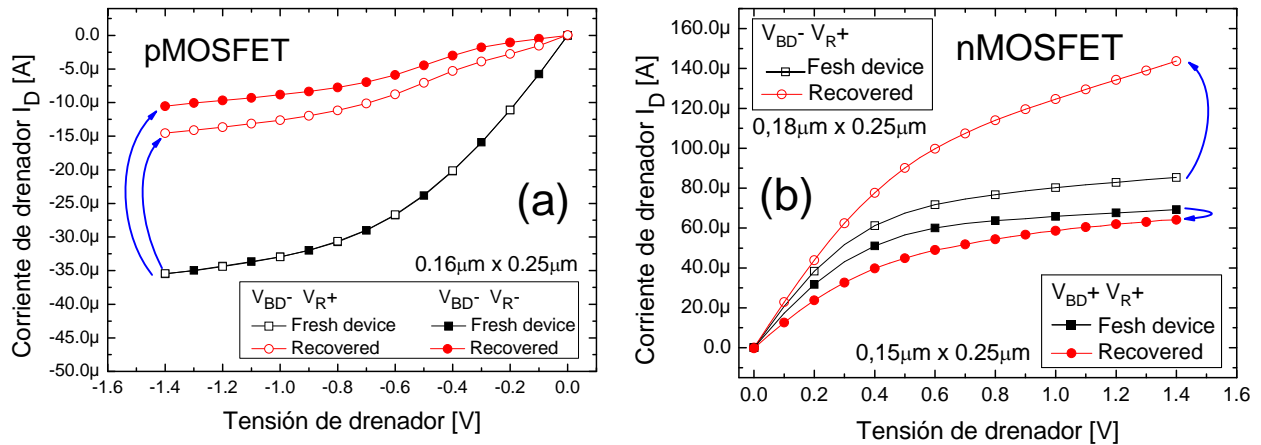 pMOSFET
(a)
0.16µm x 0.25µm
V_BD- V_R+ V_BD- V_R-
Fresh device Fresh device
Recovered Recovered
0.0
-5.0µ
-10.0µ
-15.0µ
-20.0µ
-25.0µ
-30.0µ
-35.0µ
-40.0µ
-45.0µ
-50.0µ
-1.6 -1.4 -1.2 -1.0 -0.8 -0.6 -0.4 -0.2 0.0
Corriente de drenador I_D [A]
Tensión de drenador [V]
nMOSFET
V_BD- V_R+
Fesh device
Recovered
0,18µm x 0.25µm
(b)
V_BD+ V_R+
Fesh device
Recovered
0,15µm x 0.25µm
160.0µ
140.0µ
120.0µ
100.0µ
80.0µ
60.0µ
40.0µ
20.0µ
0.0
0.0 0.2 0.4 0.6 0.8 1.0 1.2 1.4 1.6
Corriente de drenador I_D [A]
Tensión de drenador [V]